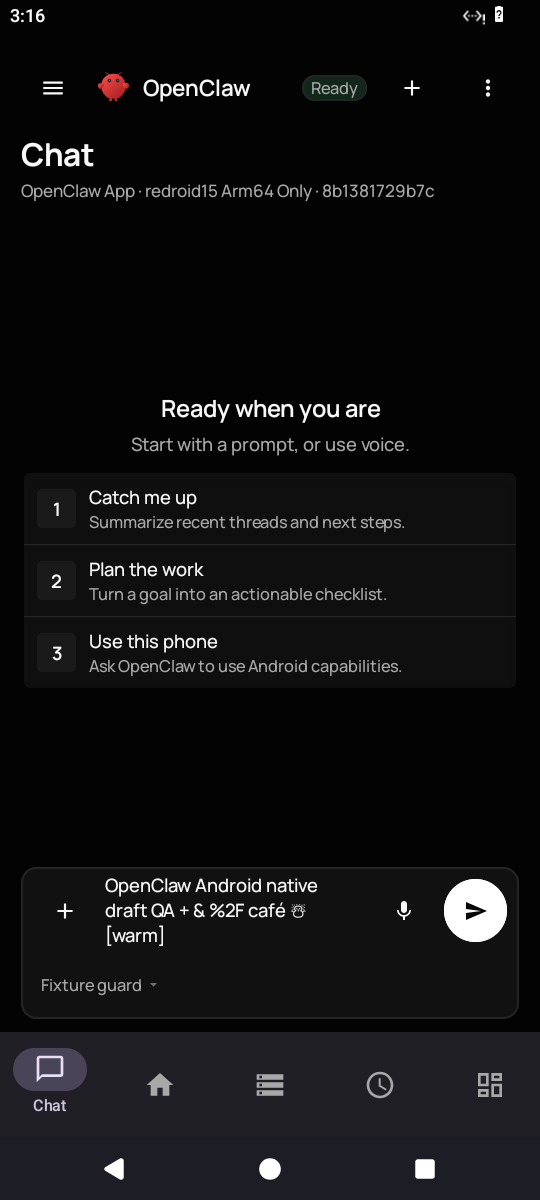 3:16
OpenClaw
Ready
Chat
OpenClaw App · redroid15 Arm64 Only · 8b1381729b7c
Ready when you are
Start with a prompt, or use voice.
1
Catch me up
Summarize recent threads and next steps.
2
Plan the work
Turn a goal into an actionable checklist.
3
Use this phone
Ask OpenClaw to use Android capabilities.
OpenClaw Android native
draft QA + & %2F café ☃
[warm]
Fixture guard
Chat